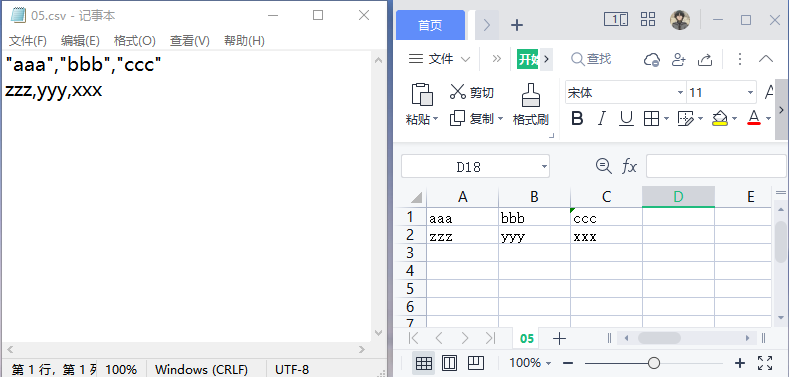 05.csv - 记事本
文件(F) 编辑(E) 格式(O) 查看(V) 帮助(H)
"aaa","bbb","ccc"
zzz,yyy,xxx
第 1 行，第 1 列 100% Windows (CRLF) UTF-8
首页
1
文件 开始 查找
粘贴 剪切 复制 格式刷 宋体 11
B I U A
D18 fx
A B C D E
1 aaa bbb ccc
2 zzz yyy xxx
3
4
5
6
7
05
100%